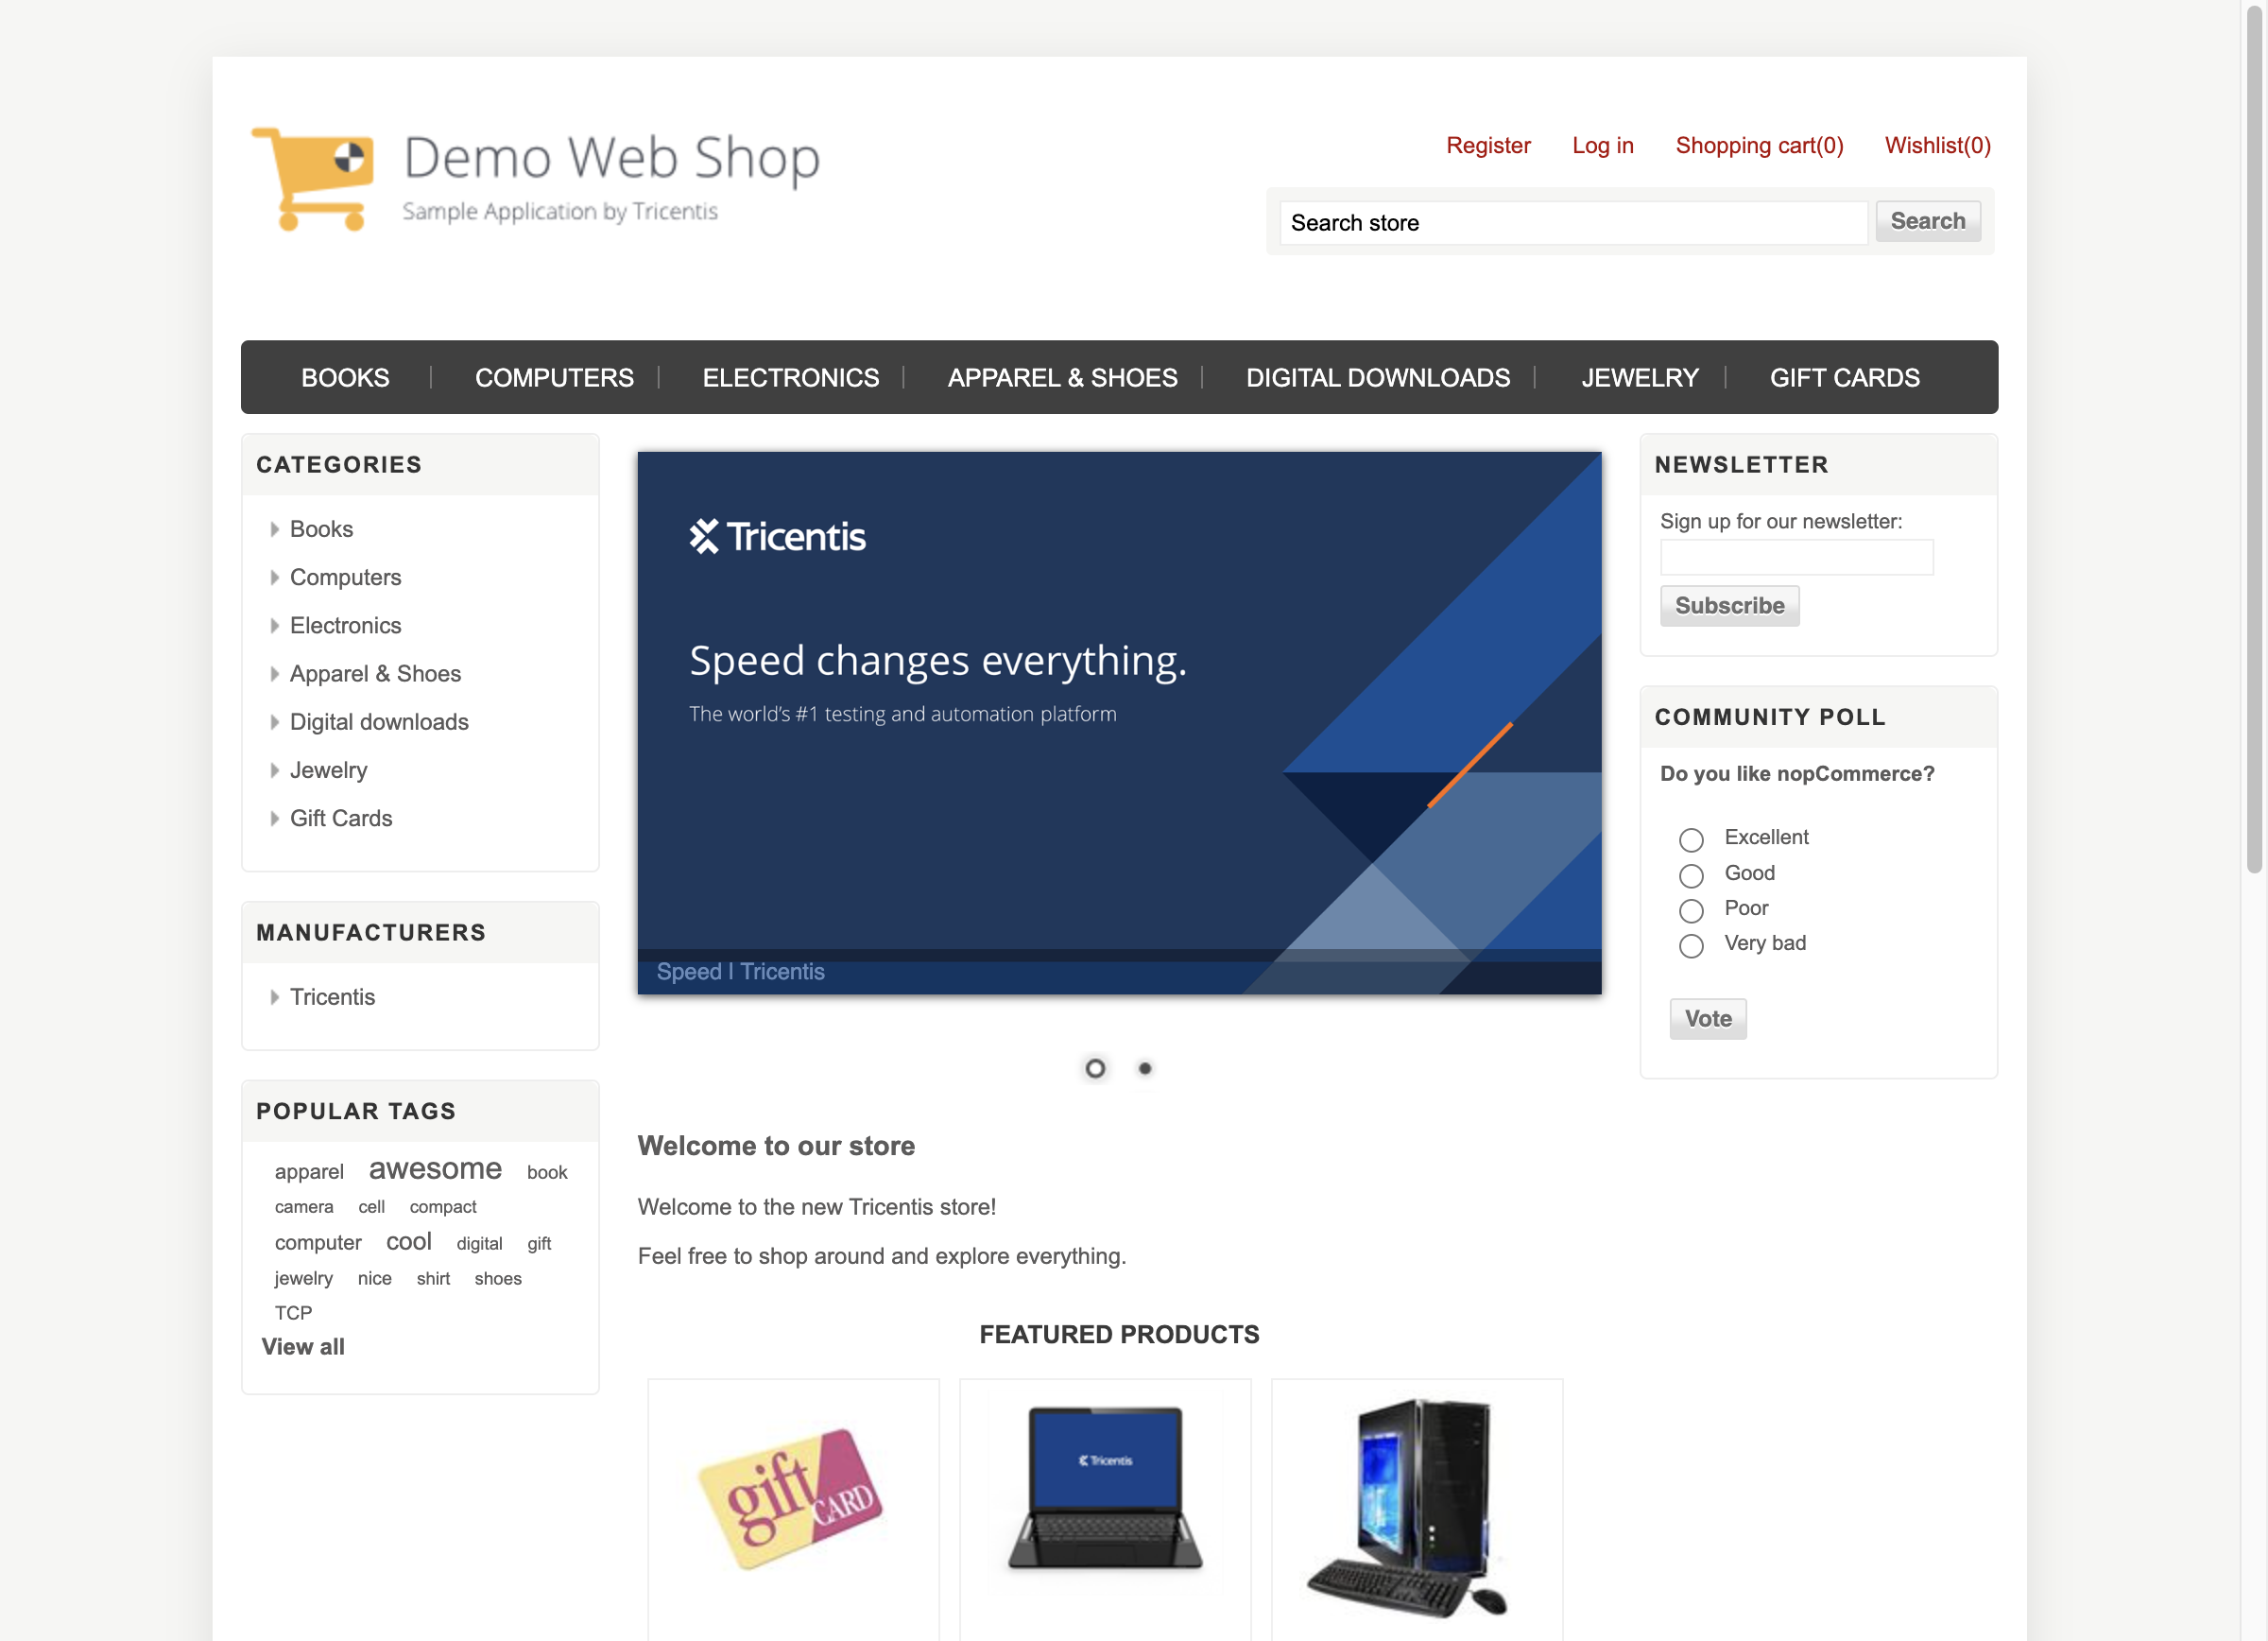 Demo Web Shop
Sample Application by Tricentis
Register Log in Shopping cart(0) Wishlist(0)
Search store Search
BOOKS COMPUTERS ELECTRONICS APPAREL & SHOES DIGITAL DOWNLOADS JEWELRY GIFT CARDS
CATEGORIES
Books
Computers
Electronics
Apparel & Shoes
Digital downloads
Jewelry
Gift Cards
MANUFACTURERS
Tricentis
POPULAR TAGS
apparel awesome book
camera cell compact
computer cool digital gift
jewelry nice shirt shoes
TCP
View all
Tricentis
Speed changes everything.
The world's #1 testing and automation platform
Speed I Tricentis
Welcome to our store
Welcome to the new Tricentis store!
Feel free to shop around and explore everything.
FEATURED PRODUCTS
gift CARD
Tricentis
NEWSLETTER
Sign up for our newsletter:
Subscribe
COMMUNITY POLL
Do you like nopCommerce?
Excellent
Good
Poor
Very bad
Vote